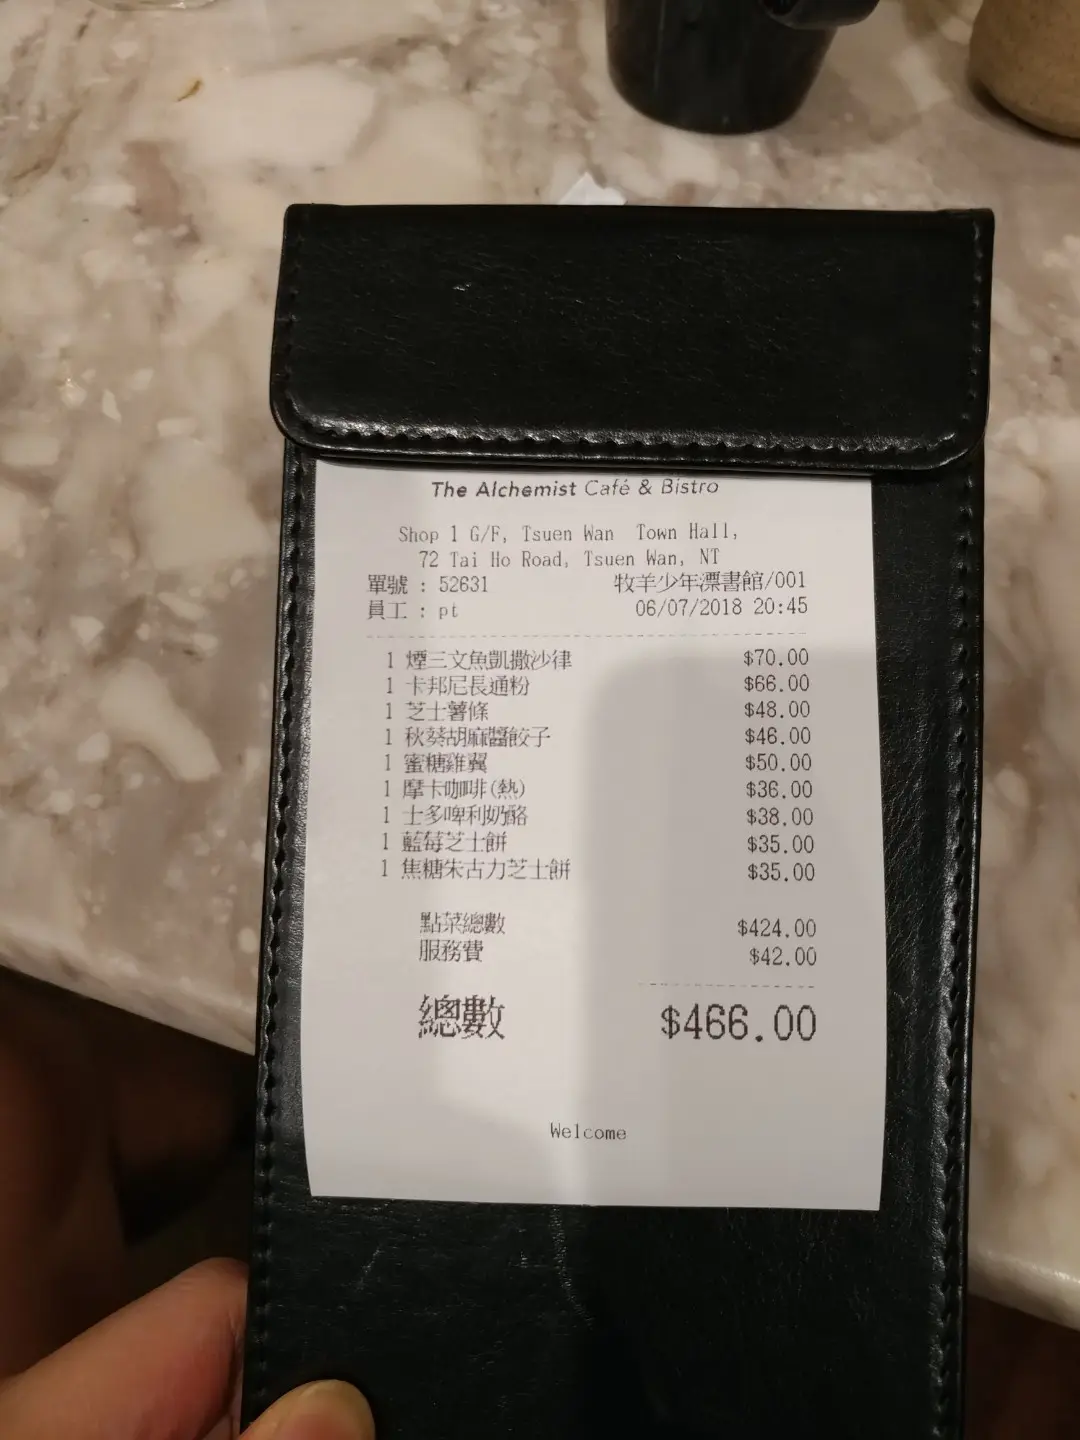 The Alchemist Café & Bistro
Shop 1 G/F, Tsuen Wan Town Hall,
72 Tai Ho Road, Tsuen Wan, NT
單號 : 52631 牧羊少年漂書館/001
員工 : pt 06/07/2018 20:45
1 煙三文魚凱撒沙律 $70.00
1 卡邦尼長通粉 $66.00
1 芝士薯條 $48.00
1 秋葵胡麻醬餃子 $46.00
1 蜜糖雞翼 $50.00
1 摩卡咖啡(熱) $36.00
1 士多啤利奶酪 $38.00
1 藍莓芝士餅 $35.00
1 焦糖朱古力芝士餅 $35.00
點菜總數 $424.00
服務費 $42.00
總數 $466.00
Welcome